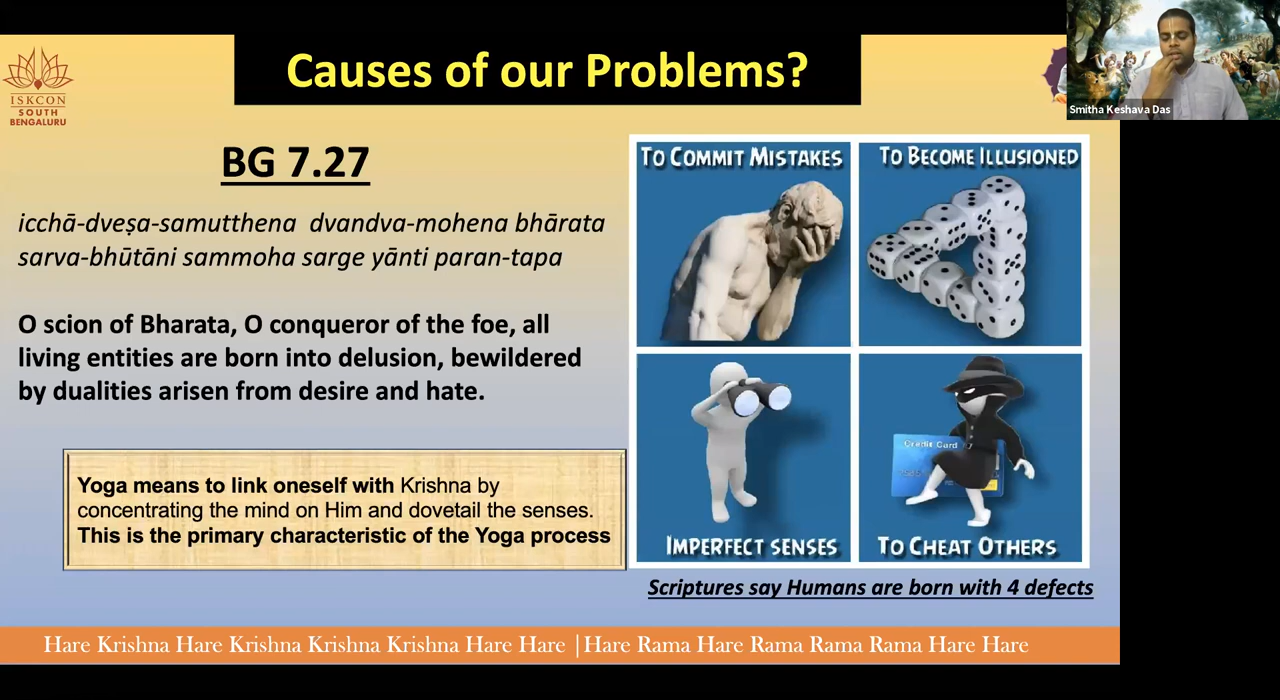 Causes of our Problems?
ISKCON
SOUTH
BENGALURU
Smitha Keshava Das
BG 7.27
icchā-dveṣa-samutthena dvandva-mohena bhārata
sarva-bhūtāni sammoha sarge yānti paran-tapa
O scion of Bharata, O conqueror of the foe, all
living entities are born into delusion, bewildered
by dualities arisen from desire and hate.
Yoga means to link oneself with Krishna by
concentrating the mind on Him and dovetail the senses.
This is the primary characteristic of the Yoga process
TO COMMIT MISTAKES
TO BECOME ILLUSIONED
Credit Card
IMPERFECT SENSES
TO CHEAT OTHERS
Scriptures say Humans are born with 4 defects
Hare Krishna Hare Krishna Krishna Krishna Hare Hare |Hare Rama Hare Rama Rama Rama Hare Hare